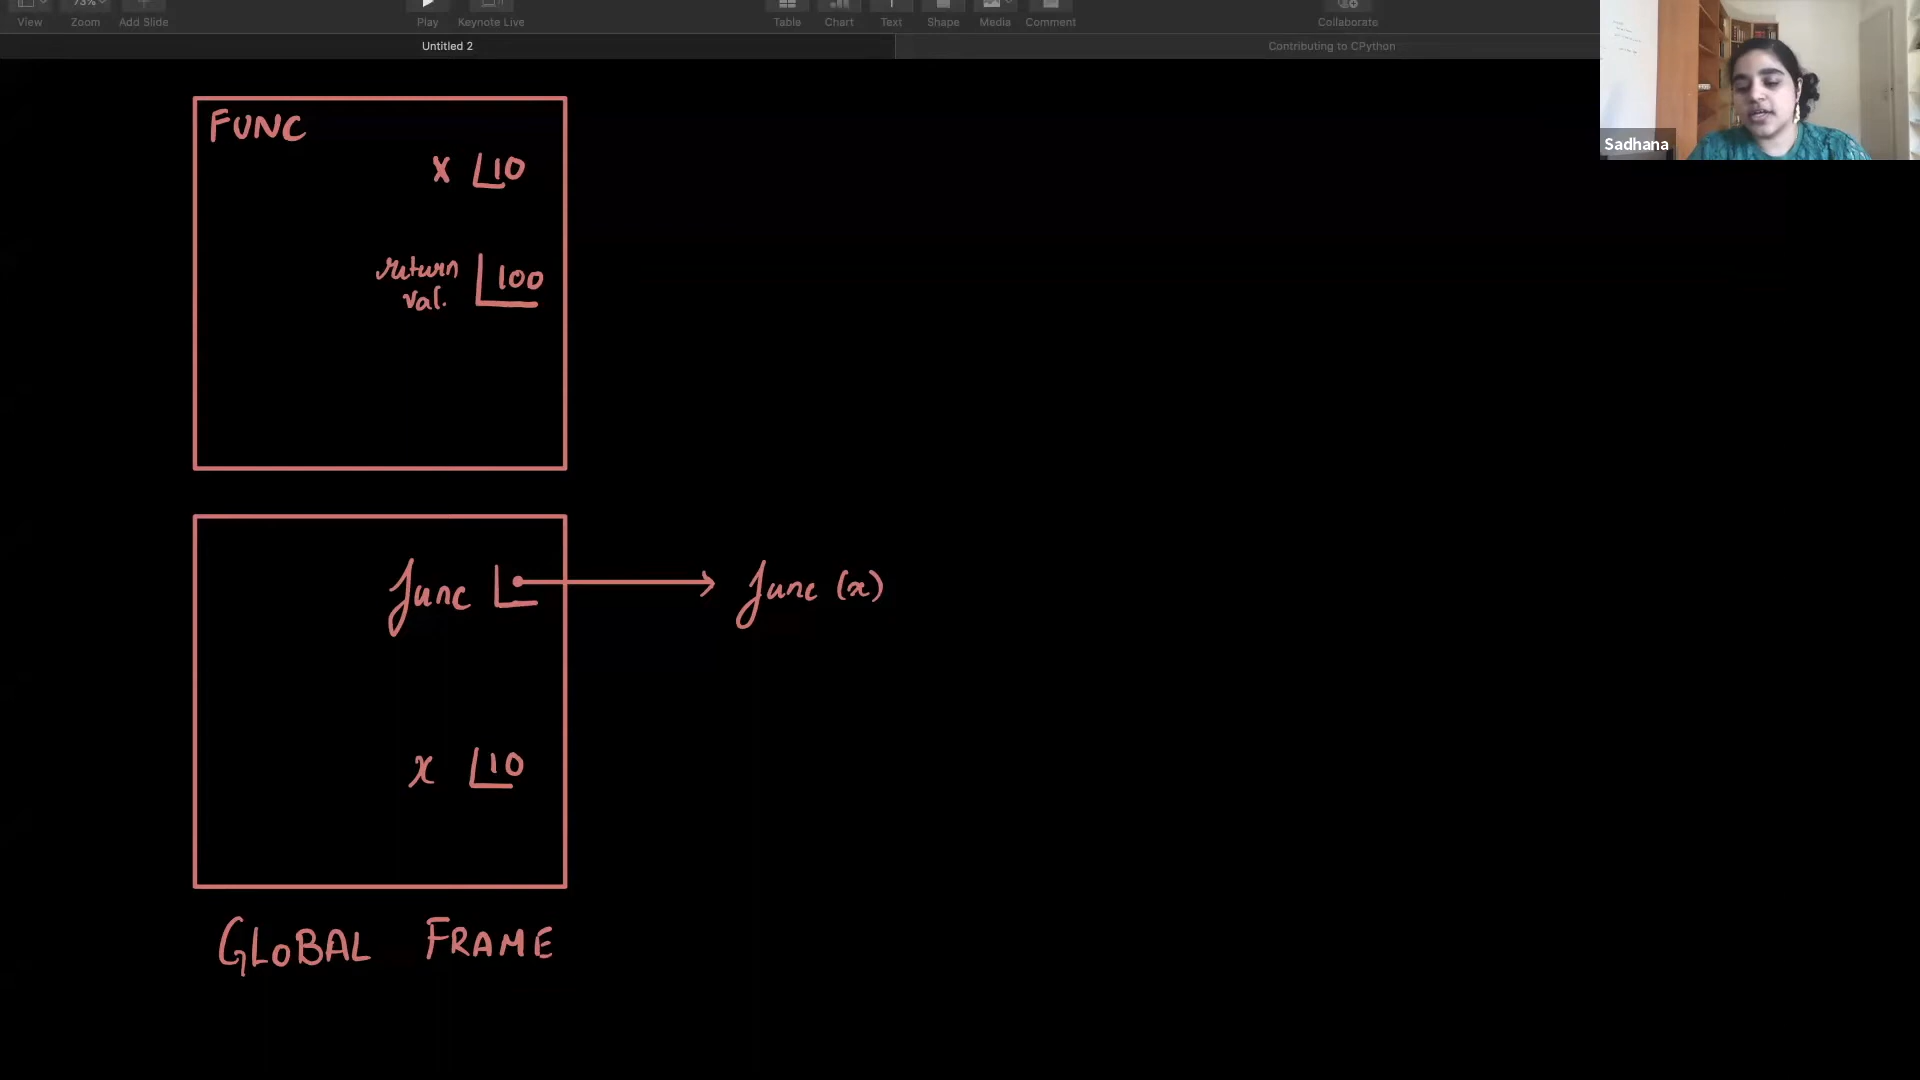 View Zoom Add Slide Play Keynote Live Table Chart Text Shape Media Comment Collaborate
Untitled 2 Contributing to CPython
Sadhana
FUNC
x 10
return
val. 100
func func (x)
x 10
GLOBAL FRAME